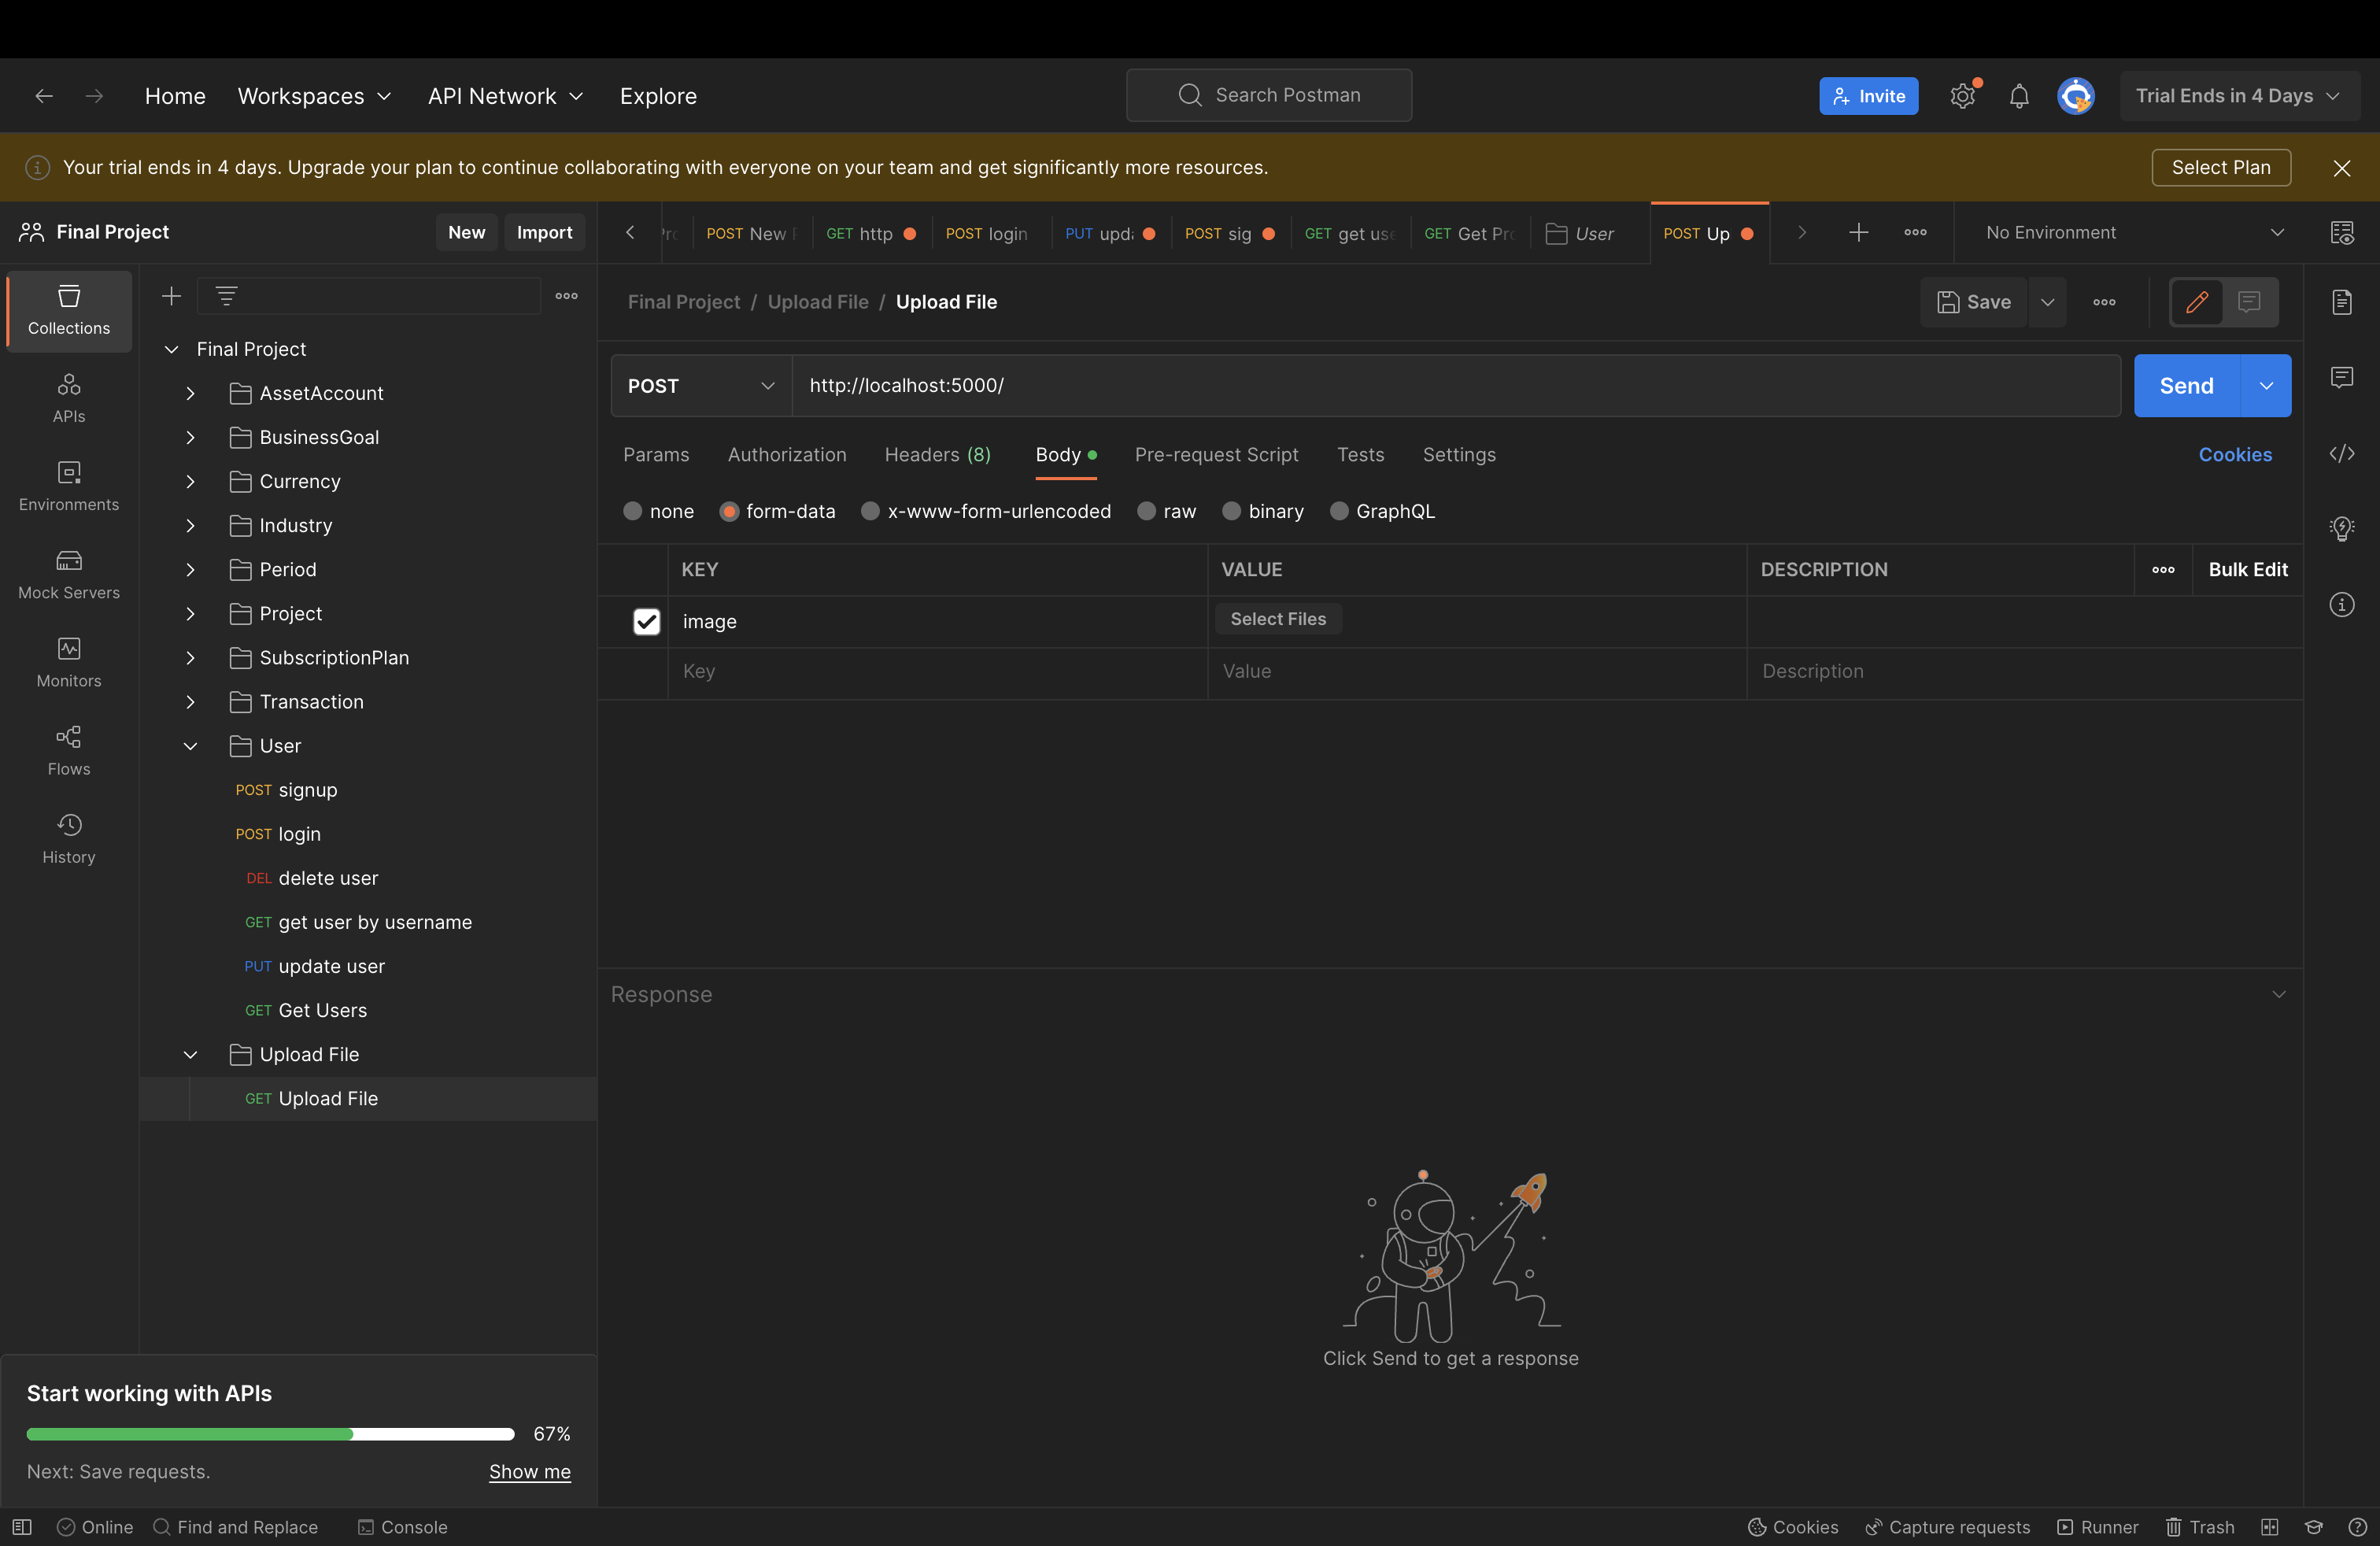 Home Workspaces API Network Explore Search Postman Invite Trial Ends in 4 Days
Your trial ends in 4 days. Upgrade your plan to continue collaborating with everyone on your team and get significantly more resources. Select Plan
Final Project New Import
POST New GET http POST login PUT upd POST sig GET get use GET Get Pr User POST Up No Environment
Collections
APIs
Environments
Mock Servers
Monitors
Flows
History
Final Project
AssetAccount
BusinessGoal
Currency
Industry
Period
Project
SubscriptionPlan
Transaction
User
POST signup
POST login
DEL delete user
GET get user by username
PUT update user
GET Get Users
Upload File
GET Upload File
Final Project / Upload File / Upload File Save
POST http://localhost:5000/ Send
Params Authorization Headers (8) Body Pre-request Script Tests Settings Cookies
none form-data x-www-form-urlencoded raw binary GraphQL
KEY VALUE DESCRIPTION Bulk Edit
image Select Files
Key Value Description
Response
Click Send to get a response
Start working with APIs
67%
Next: Save requests. Show me
Online Find and Replace Console Cookies Capture requests Runner Trash